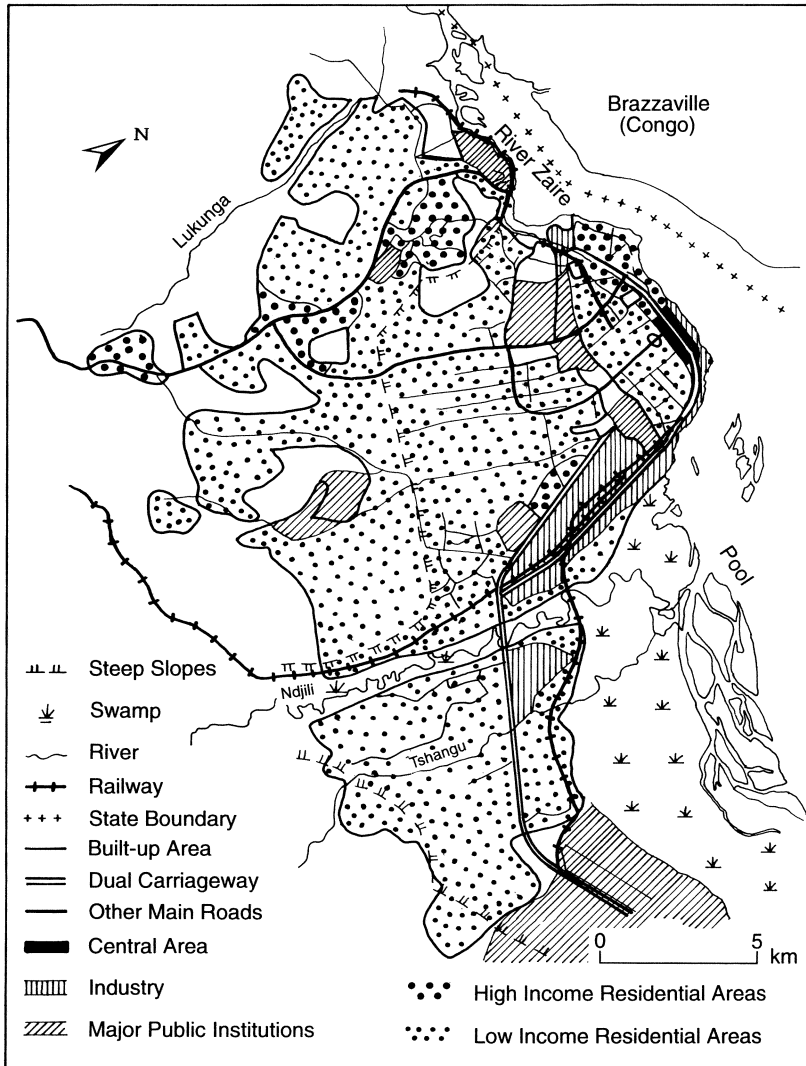 Brazzaville
(Congo)
N
River Zaire
Lukunga
Pool
Ndjili
Tshangu
Steep Slopes
Swamp
River
Railway
State Boundary
Built-up Area
Dual Carriageway
Other Main Roads
Central Area
Industry
Major Public Institutions
0 5
km
High Income Residential Areas
Low Income Residential Areas